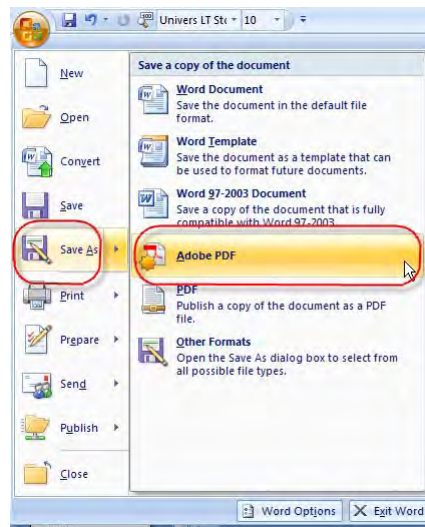 Univers LT Stc 10
New
Open
Convert
Save
Save As
Print
Prepare
Send
Publish
Close
Save a copy of the document
Word Document
Save the document in the default file
format.
Word Template
Save the document as a template that can
be used to format future documents.
Word 97-2003 Document
Save a copy of the document that is fully
compatible with Word 97-2003.
Adobe PDF
PDF
Publish a copy of the document as a PDF
file.
Other Formats
Open the Save As dialog box to select from
all possible file types.
Word Options
Exit Word